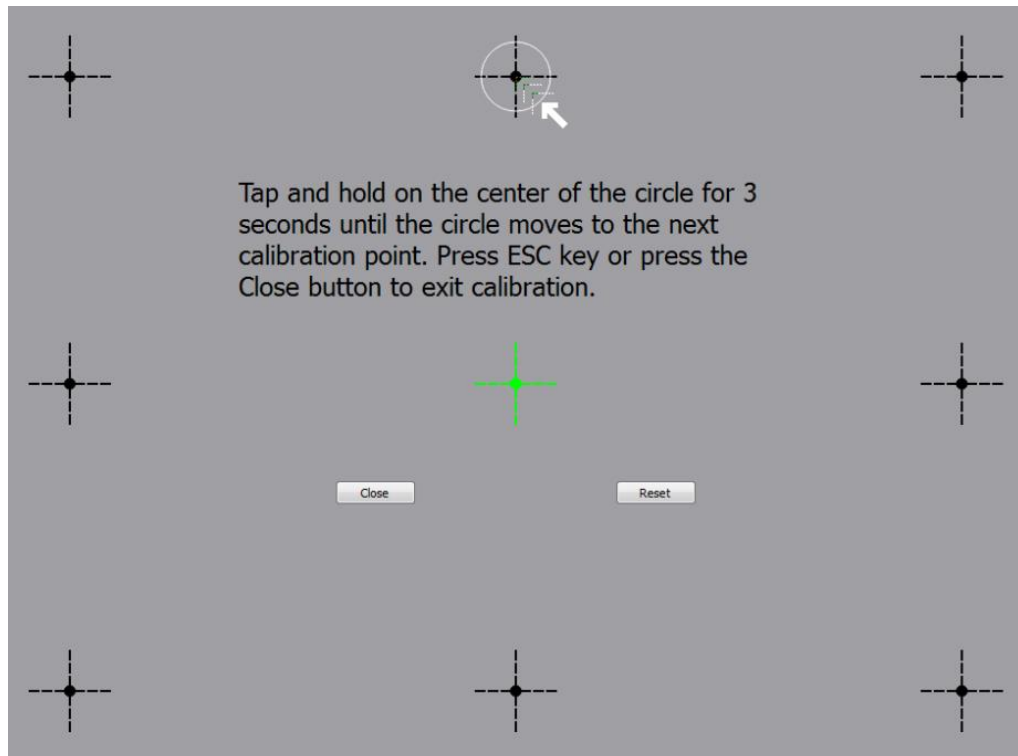 Tap and hold on the center of the circle for 3
seconds until the circle moves to the next
calibration point. Press ESC key or press the
Close button to exit calibration.
Close
Reset